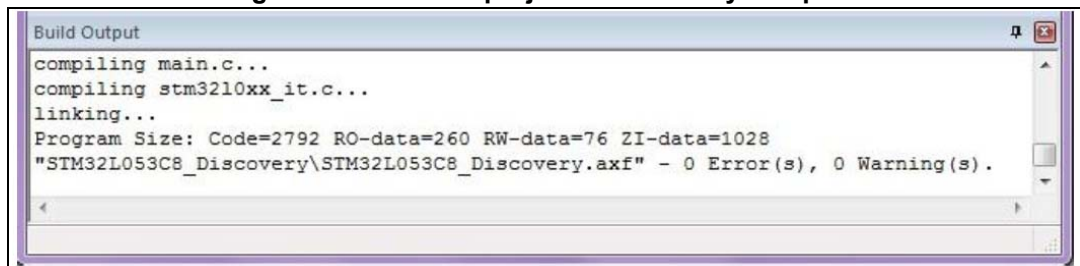 Build Output
compiling main.c...
compiling stm32l0xx_it.c...
linking...
Program Size: Code=2792 RO-data=260 RW-data=76 ZI-data=1028
"STM32L053C8_Discovery\STM32L053C8_Discovery.axf" - 0 Error(s), 0 Warning(s).